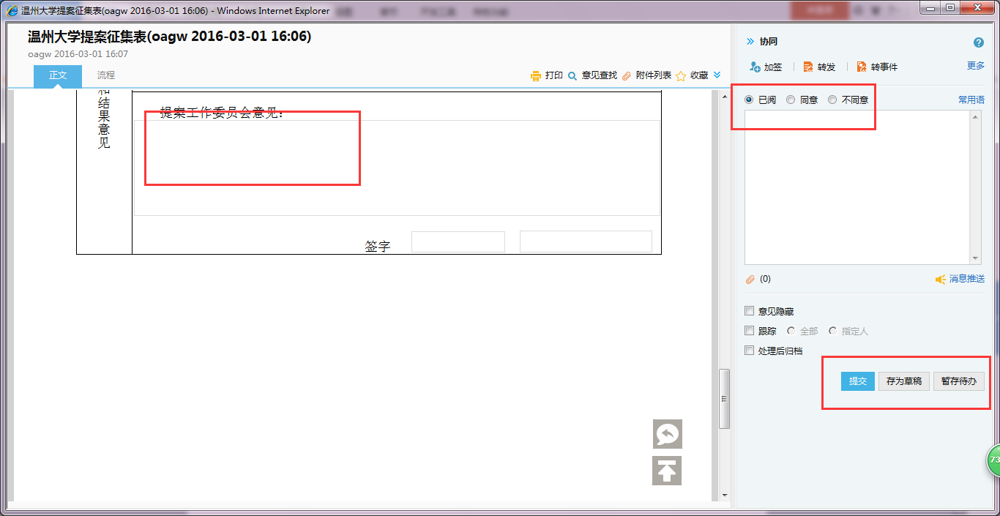 温州大学提案征集表(oagw 2016-03-01 16:06) - Windows Internet Explorer
温州大学提案征集表(oagw 2016-03-01 16:06)
oagw 2016-03-01 16:07
正文 流程
打印 意见查找 附件列表 收藏
结果意见
提案工作委员会意见:
签字
协同
加签 转发 转事件 更多
已阅 同意 不同意 常用语
(0) 消息推送
意见隐藏
跟踪 全部 指定人
处理后归档
提交 存为草稿 暂存待办
73